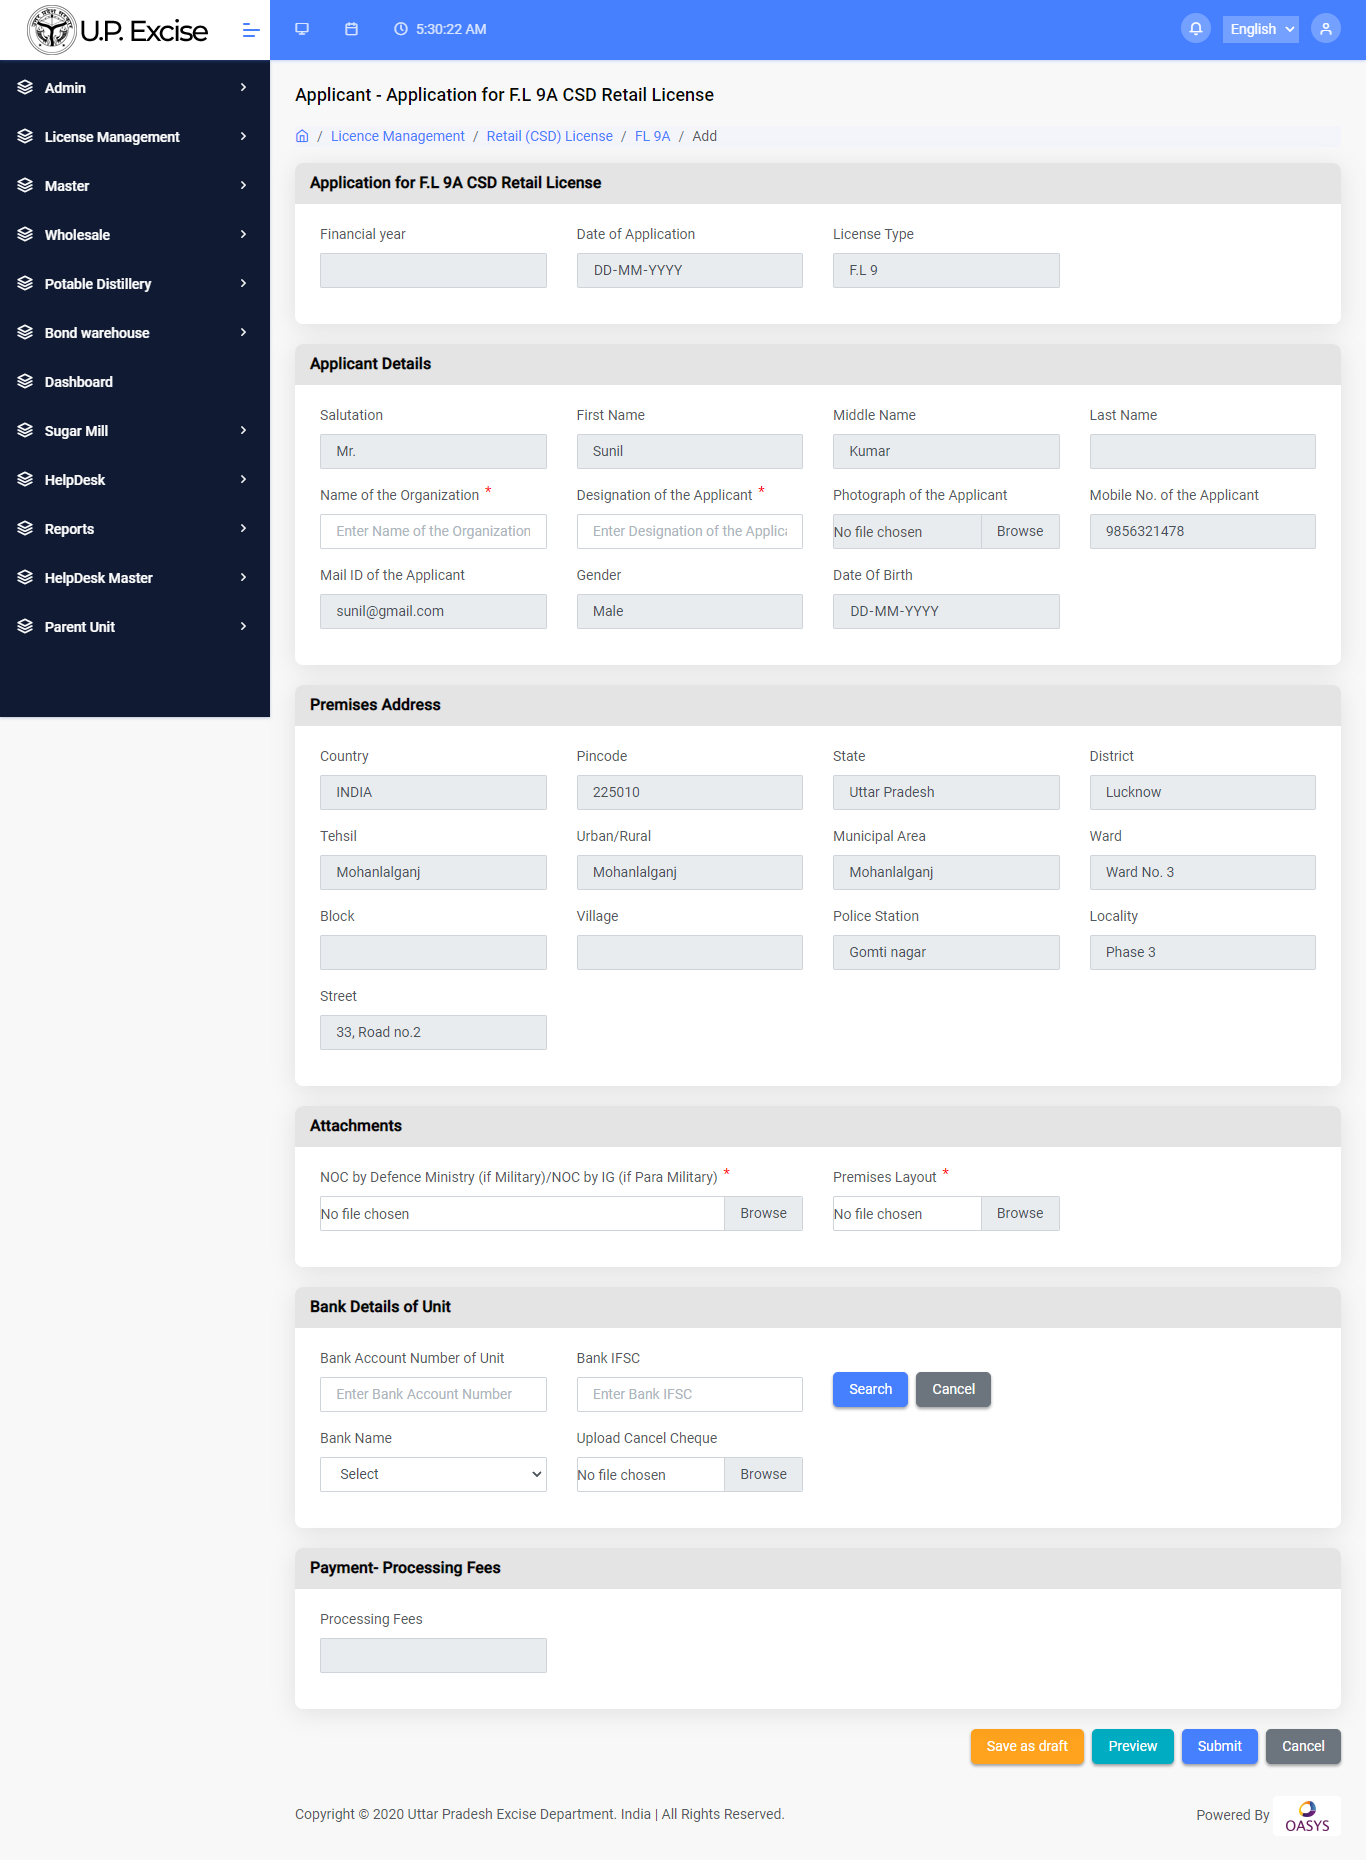 U.P. Excise
5:30:22 AM
English
Admin
License Management
Master
Wholesale
Potable Distillery
Bond warehouse
Dashboard
Sugar Mill
HelpDesk
Reports
HelpDesk Master
Parent Unit
Applicant - Application for F.L 9A CSD Retail License
/ Licence Management / Retail (CSD) License / FL 9A / Add
Application for F.L 9A CSD Retail License
Financial year Date of Application License Type
DD-MM-YYYY F.L 9
Applicant Details
Salutation First Name Middle Name Last Name
Mr. Sunil Kumar
Name of the Organization * Designation of the Applicant * Photograph of the Applicant Mobile No. of the Applicant
Enter Name of the Organization Enter Designation of the Applica No file chosen Browse 9856321478
Mail ID of the Applicant Gender Date Of Birth
sunil@gmail.com Male DD-MM-YYYY
Premises Address
Country Pincode State District
INDIA 225010 Uttar Pradesh Lucknow
Tehsil Urban/Rural Municipal Area Ward
Mohanlalganj Mohanlalganj Mohanlalganj Ward No. 3
Block Village Police Station Locality
Gomti nagar Phase 3
Street
33, Road no.2
Attachments
NOC by Defence Ministry (if Military)/NOC by IG (if Para Military) * Premises Layout *
No file chosen Browse No file chosen Browse
Bank Details of Unit
Bank Account Number of Unit Bank IFSC
Enter Bank Account Number Enter Bank IFSC Search Cancel
Bank Name Upload Cancel Cheque
Select No file chosen Browse
Payment- Processing Fees
Processing Fees
Save as draft Preview Submit Cancel
Copyright © 2020 Uttar Pradesh Excise Department. India | All Rights Reserved. Powered By OASYS